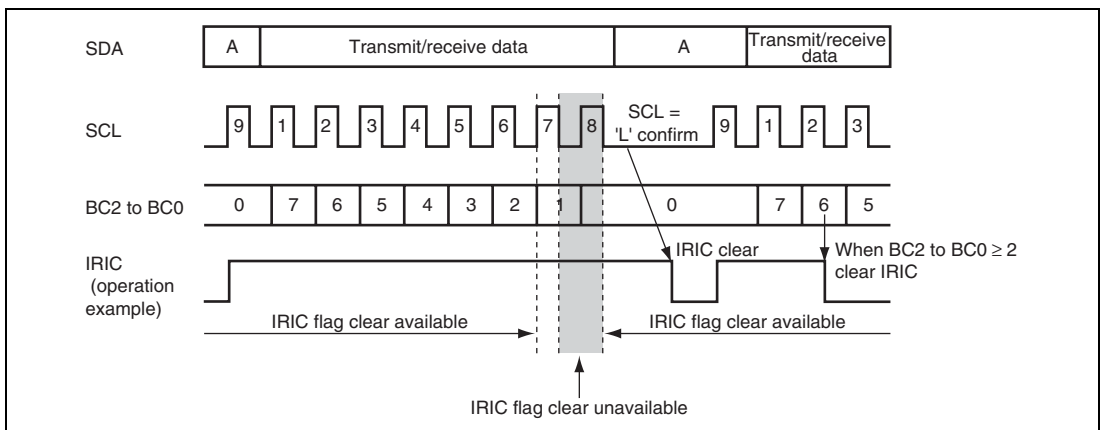 SDA A Transmit/receive data A Transmit/receive data
SCL 9 1 2 3 4 5 6 7 8 SCL = 'L' confirm 9 1 2 3
BC2 to BC0 0 7 6 5 4 3 2 1 0 7 6 5
IRIC (operation example) IRIC clear When BC2 to BC0 ≥ 2 clear IRIC
IRIC flag clear available IRIC flag clear available
IRIC flag clear unavailable